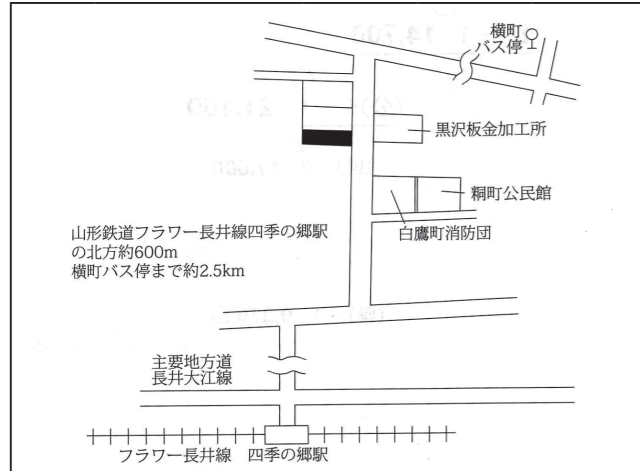 横町
バス停
黒沢板金加工所
粡町公民館
白鷹町消防団
山形鉄道フラワー長井線四季の郷駅
の北方約600m
横町バス停まで約2.5km
主要地方道
長井大江線
フラワー長井線 四季の郷駅